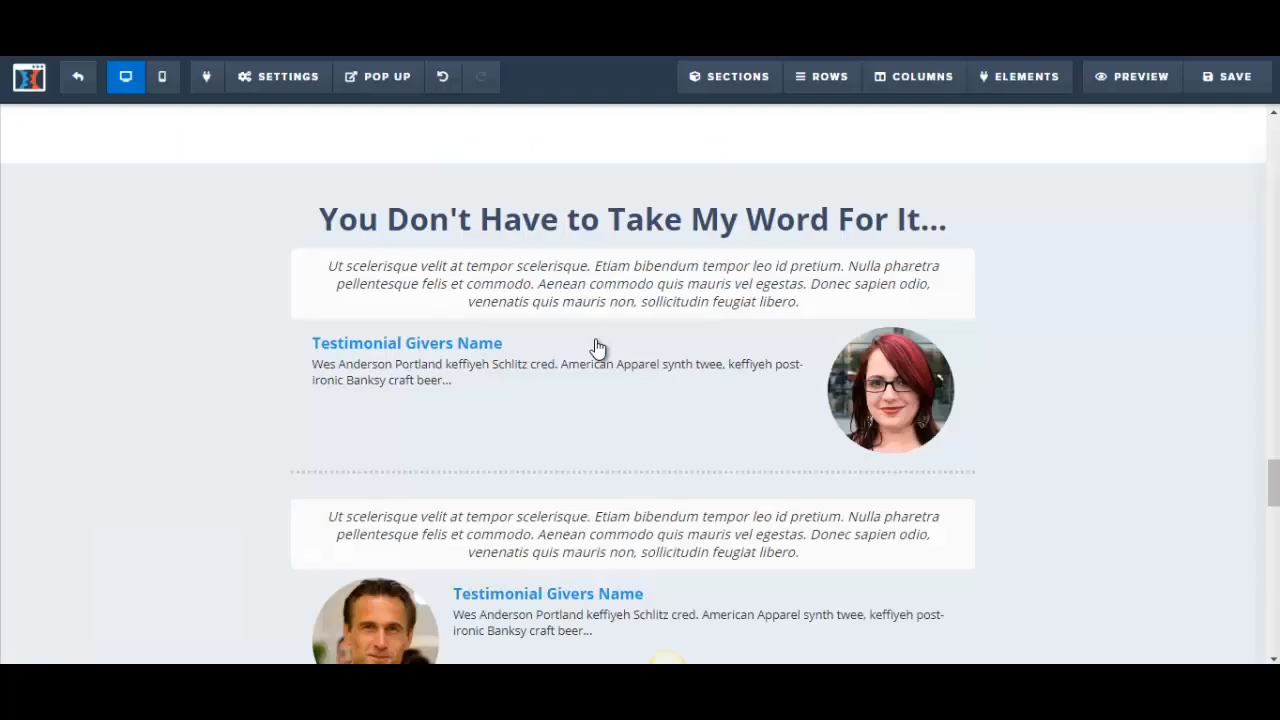 SETTINGS POP UP SECTIONS ROWS COLUMNS ELEMENTS PREVIEW SAVE
You Don't Have to Take My Word For It...
Ut scelerisque velit at tempor scelerisque. Etiam bibendum tempor leo id pretium. Nulla pharetra
pellentesque felis et commodo. Aenean commodo quis mauris vel egestas. Donec sapien odio,
venenatis quis mauris non, sollicitudin feugiat libero.
Testimonial Givers Name
Wes Anderson Portland keffiyeh Schlitz cred. American Apparel synth twee, keffiyeh post-
ironic Banksy craft beer...
Ut scelerisque velit at tempor scelerisque. Etiam bibendum tempor leo id pretium. Nulla pharetra
pellentesque felis et commodo. Aenean commodo quis mauris vel egestas. Donec sapien odio,
venenatis quis mauris non, sollicitudin feugiat libero.
Testimonial Givers Name
Wes Anderson Portland keffiyeh Schlitz cred. American Apparel synth twee, keffiyeh post-
ironic Banksy craft beer...